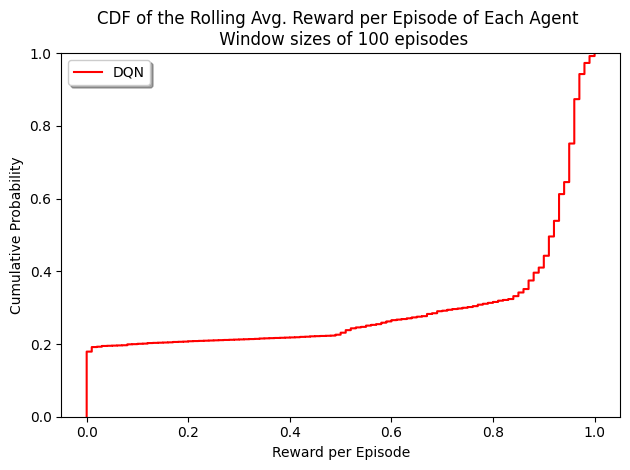 CDF of the Rolling Avg. Reward per Episode of Each Agent
Window sizes of 100 episodes
DQN
1.0
0.8
0.6
0.4
0.2
0.0
Cumulative Probability
0.0 0.2 0.4 0.6 0.8 1.0
Reward per Episode